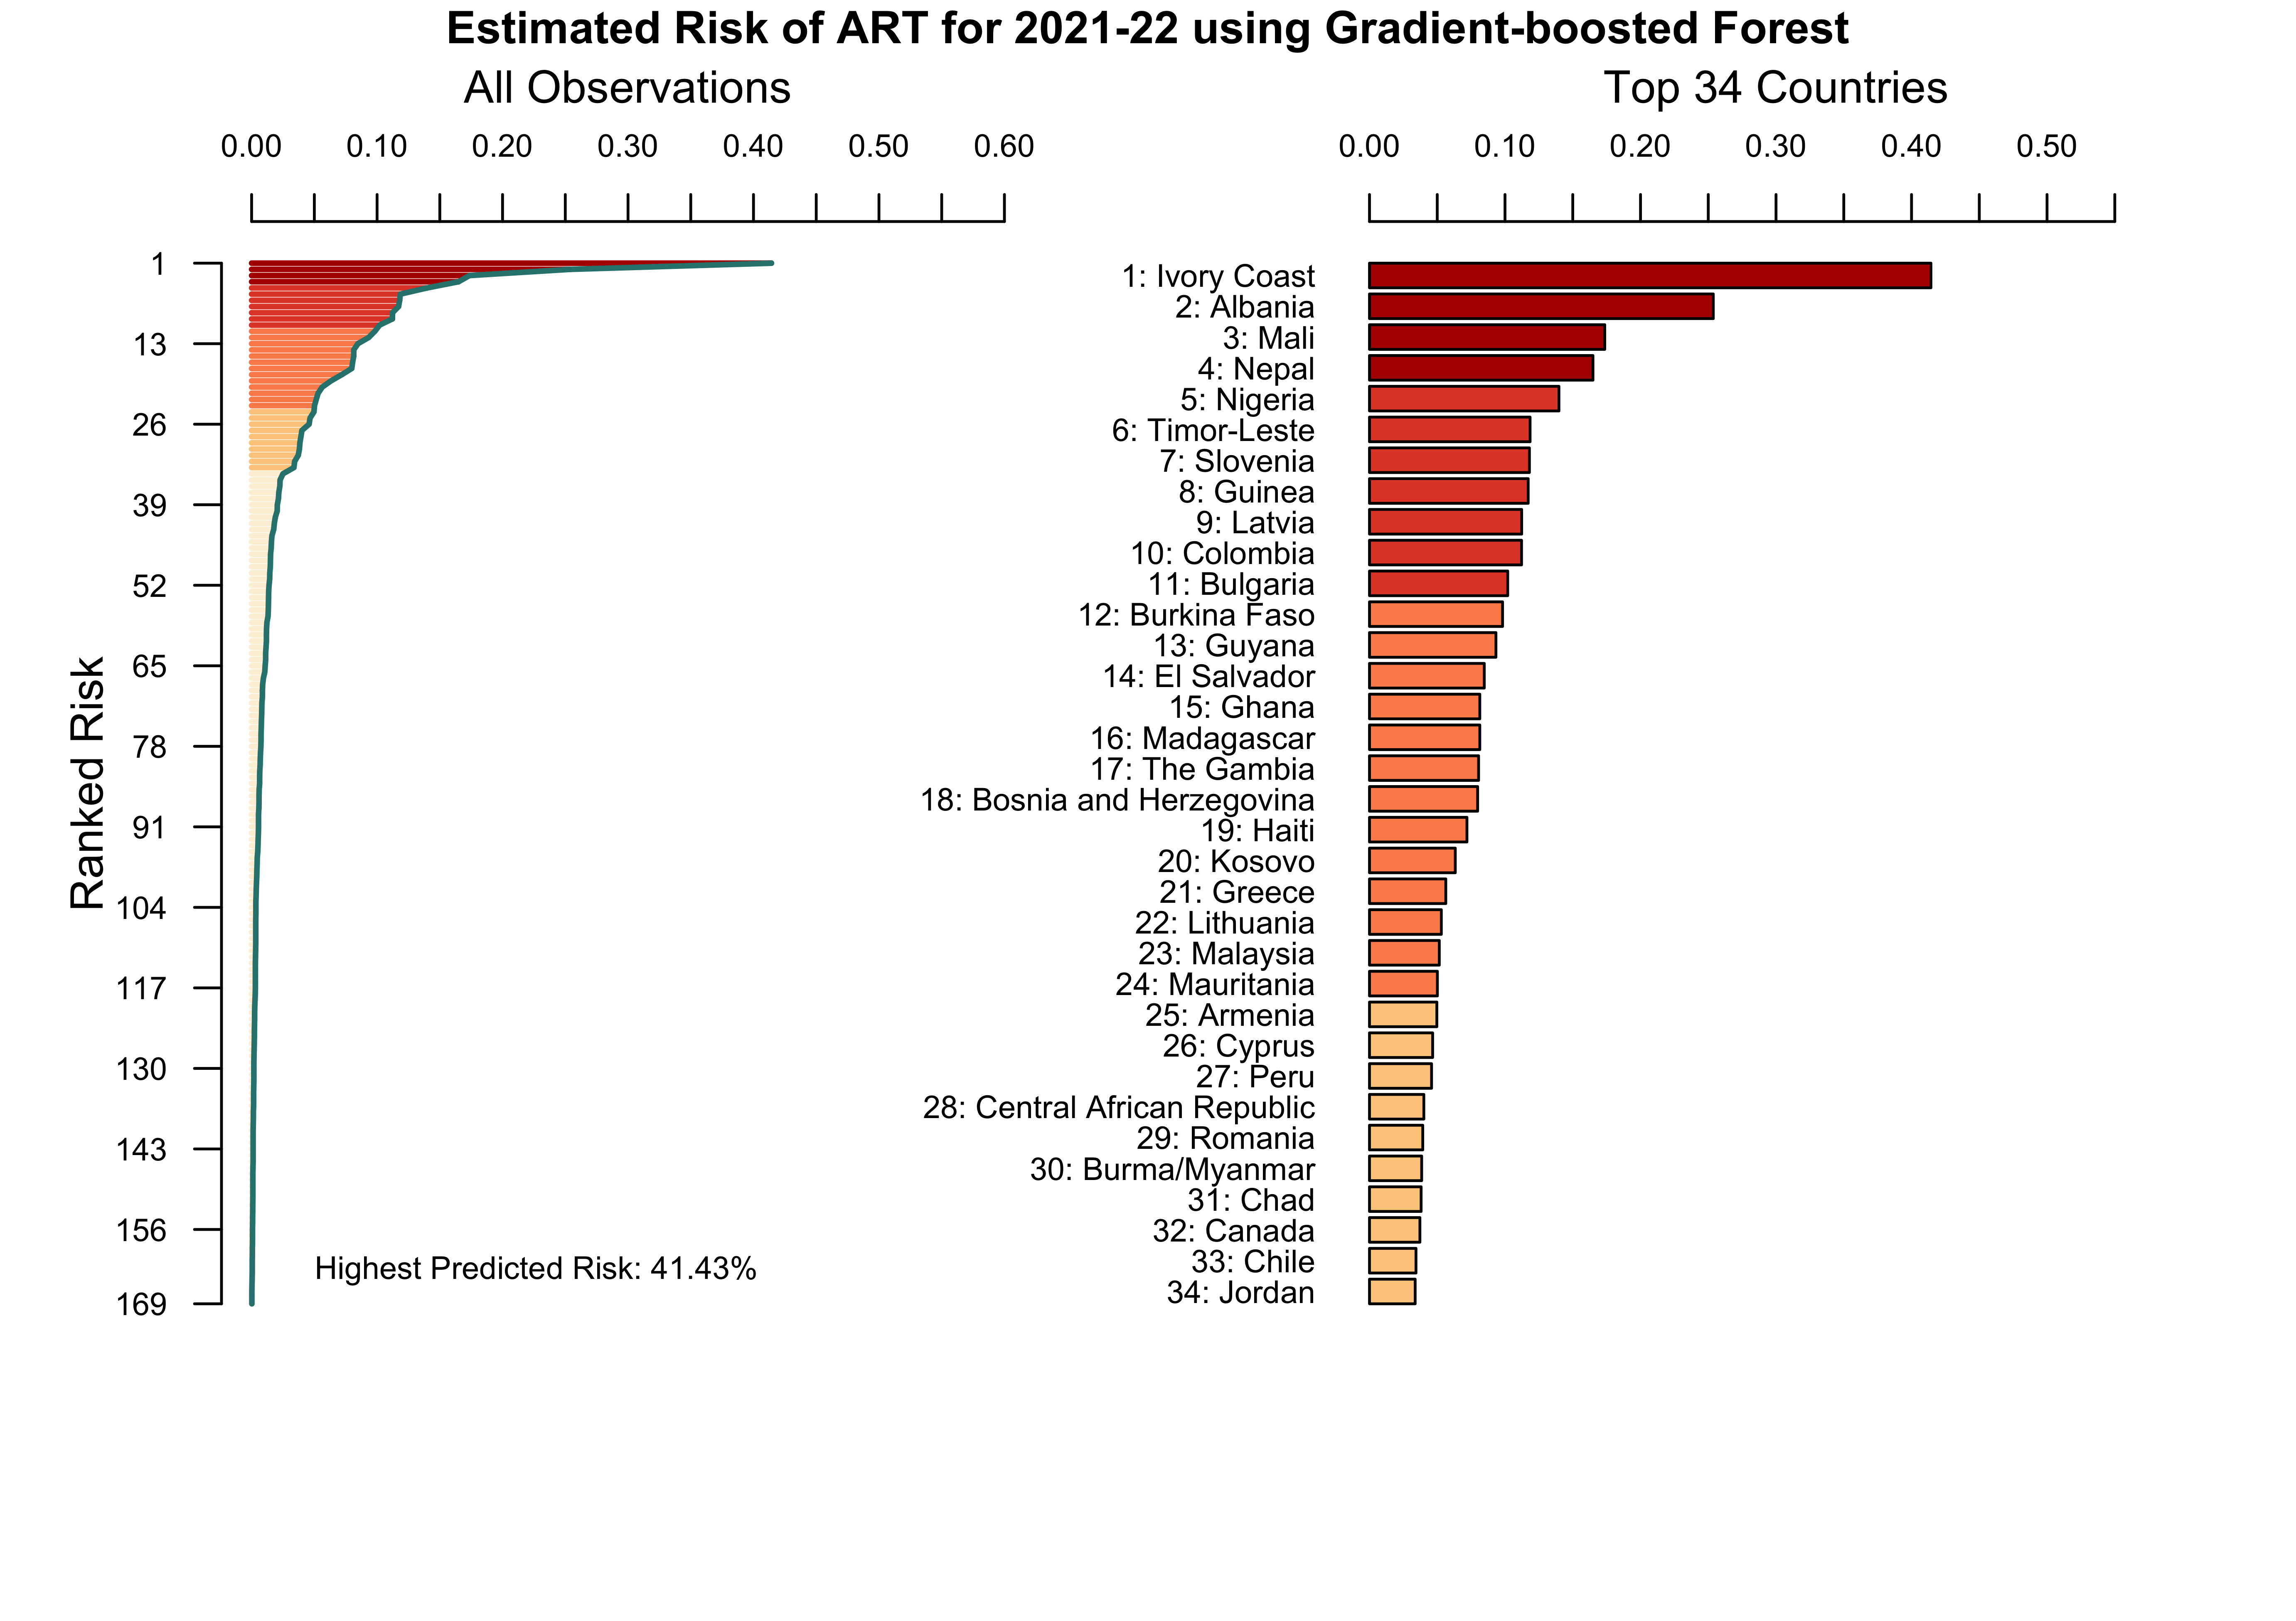 Estimated Risk of ART for 2021-22 using Gradient-boosted Forest
All Observations
0.00 0.10 0.20 0.30 0.40 0.50 0.60
Ranked Risk
1
13
26
39
52
65
78
91
104
117
130
143
156
169
Highest Predicted Risk: 41.43%
Top 34 Countries
0.00 0.10 0.20 0.30 0.40 0.50
1: Ivory Coast
2: Albania
3: Mali
4: Nepal
5: Nigeria
6: Timor-Leste
7: Slovenia
8: Guinea
9: Latvia
10: Colombia
11: Bulgaria
12: Burkina Faso
13: Guyana
14: El Salvador
15: Ghana
16: Madagascar
17: The Gambia
18: Bosnia and Herzegovina
19: Haiti
20: Kosovo
21: Greece
22: Lithuania
23: Malaysia
24: Mauritania
25: Armenia
26: Cyprus
27: Peru
28: Central African Republic
29: Romania
30: Burma/Myanmar
31: Chad
32: Canada
33: Chile
34: Jordan